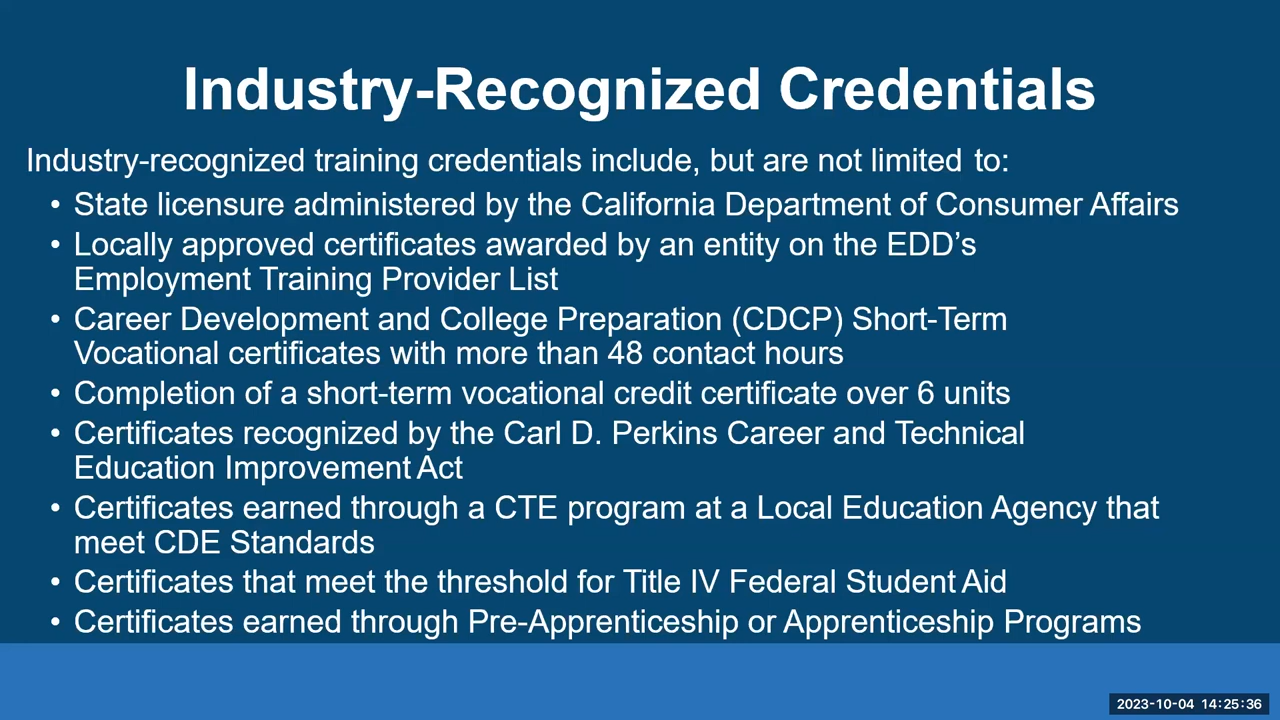 Industry-Recognized Credentials
Industry-recognized training credentials include, but are not limited to:
• State licensure administered by the California Department of Consumer Affairs
• Locally approved certificates awarded by an entity on the EDD’s
Employment Training Provider List
• Career Development and College Preparation (CDCP) Short-Term
Vocational certificates with more than 48 contact hours
• Completion of a short-term vocational credit certificate over 6 units
• Certificates recognized by the Carl D. Perkins Career and Technical
Education Improvement Act
• Certificates earned through a CTE program at a Local Education Agency that
meet CDE Standards
• Certificates that meet the threshold for Title IV Federal Student Aid
• Certificates earned through Pre-Apprenticeship or Apprenticeship Programs
2023-10-04 14:25:36